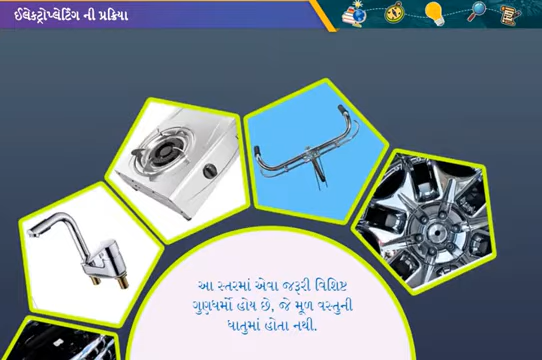 ઈલેક્ટ્રોપ્લેટિંગ ની પ્રક્રિયા
આ સ્તરમાં એવા જરૂરી વિશિષ્ટ
ગુણધર્મો હોય છે, જે મૂળ વસ્તુની
ધાતુમાં હોતા નથી.